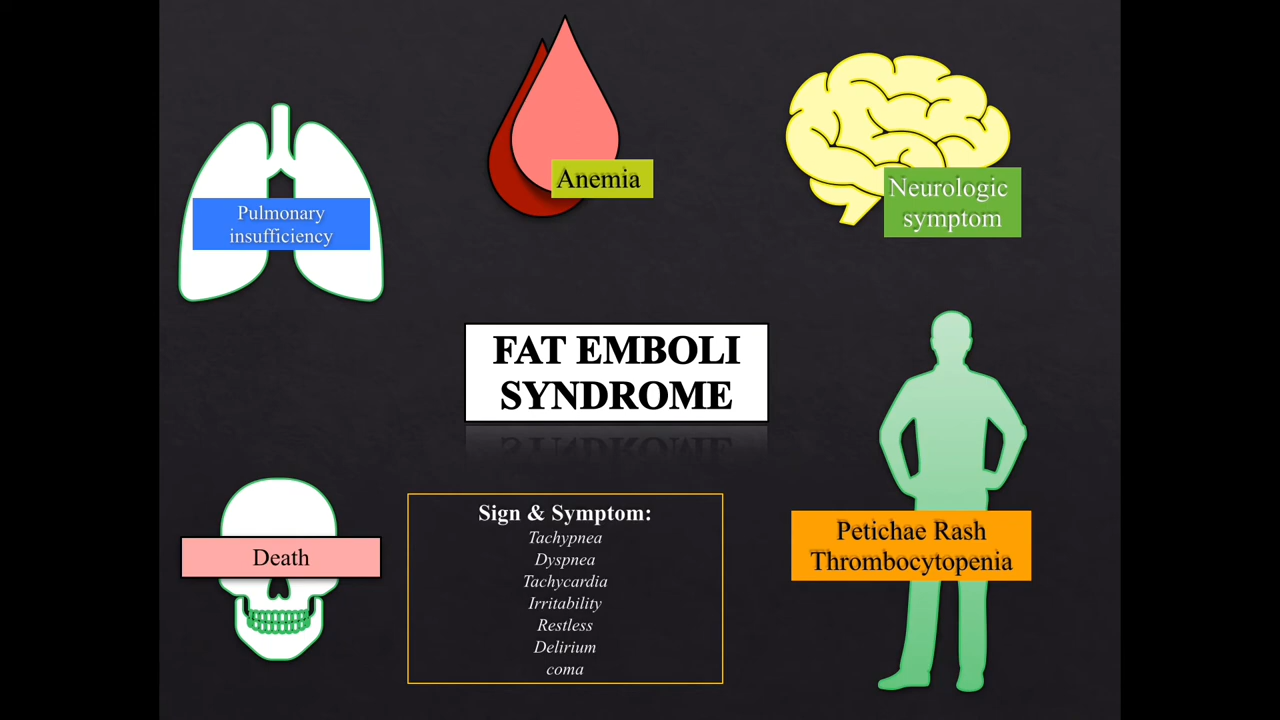 Anemia
Neurologic
symptom
Pulmonary
insufficiency
FAT EMBOLI
SYNDROME
Death
Sign & Symptom:
Tachypnea
Dyspnea
Tachycardia
Irritability
Restless
Delirium
coma
Petichae Rash
Thrombocytopenia